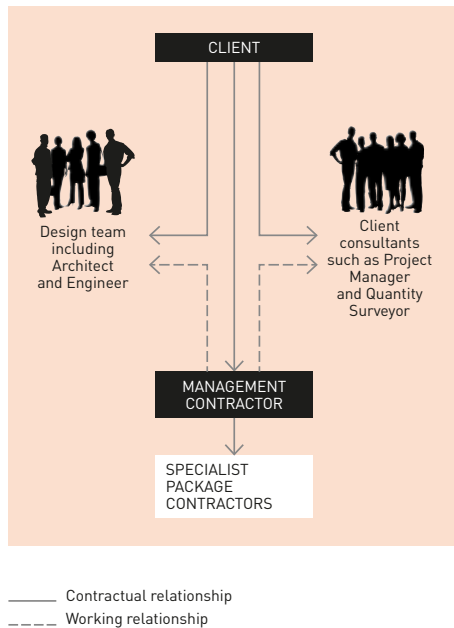 CLIENT
Design team
including
Architect
and Engineer
Client
consultants
such as Project
Manager
and Quantity
Surveyor
MANAGEMENT
CONTRACTOR
SPECIALIST
PACKAGE
CONTRACTORS
Contractual relationship
Working relationship